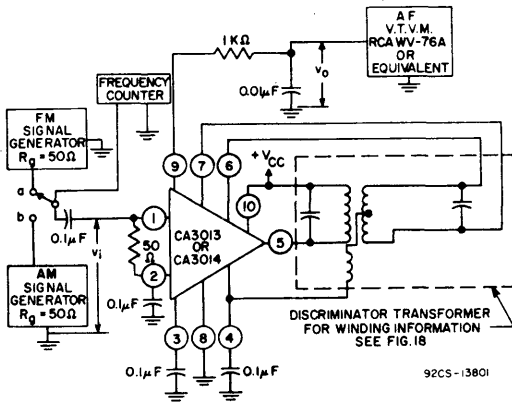 A F
V. T. V. M.
RCA WV-76A
OR
EQUIVALENT
1 KΩ
0.01μF
v₀
FREQUENCY
COUNTER
FM
SIGNAL
GENERATOR
Rg = 50Ω
a
b
0.1μF
vi
AM
SIGNAL
GENERATOR
Rg = 50Ω
50
Ω
0.1μF
9
7
6
+VCC
10
1
2
CA3013
OR
CA3014
5
3
8
4
0.1μF
0.1μF
DISCRIMINATOR TRANSFORMER
FOR WINDING INFORMATION
SEE FIG. 18
92CS-13801